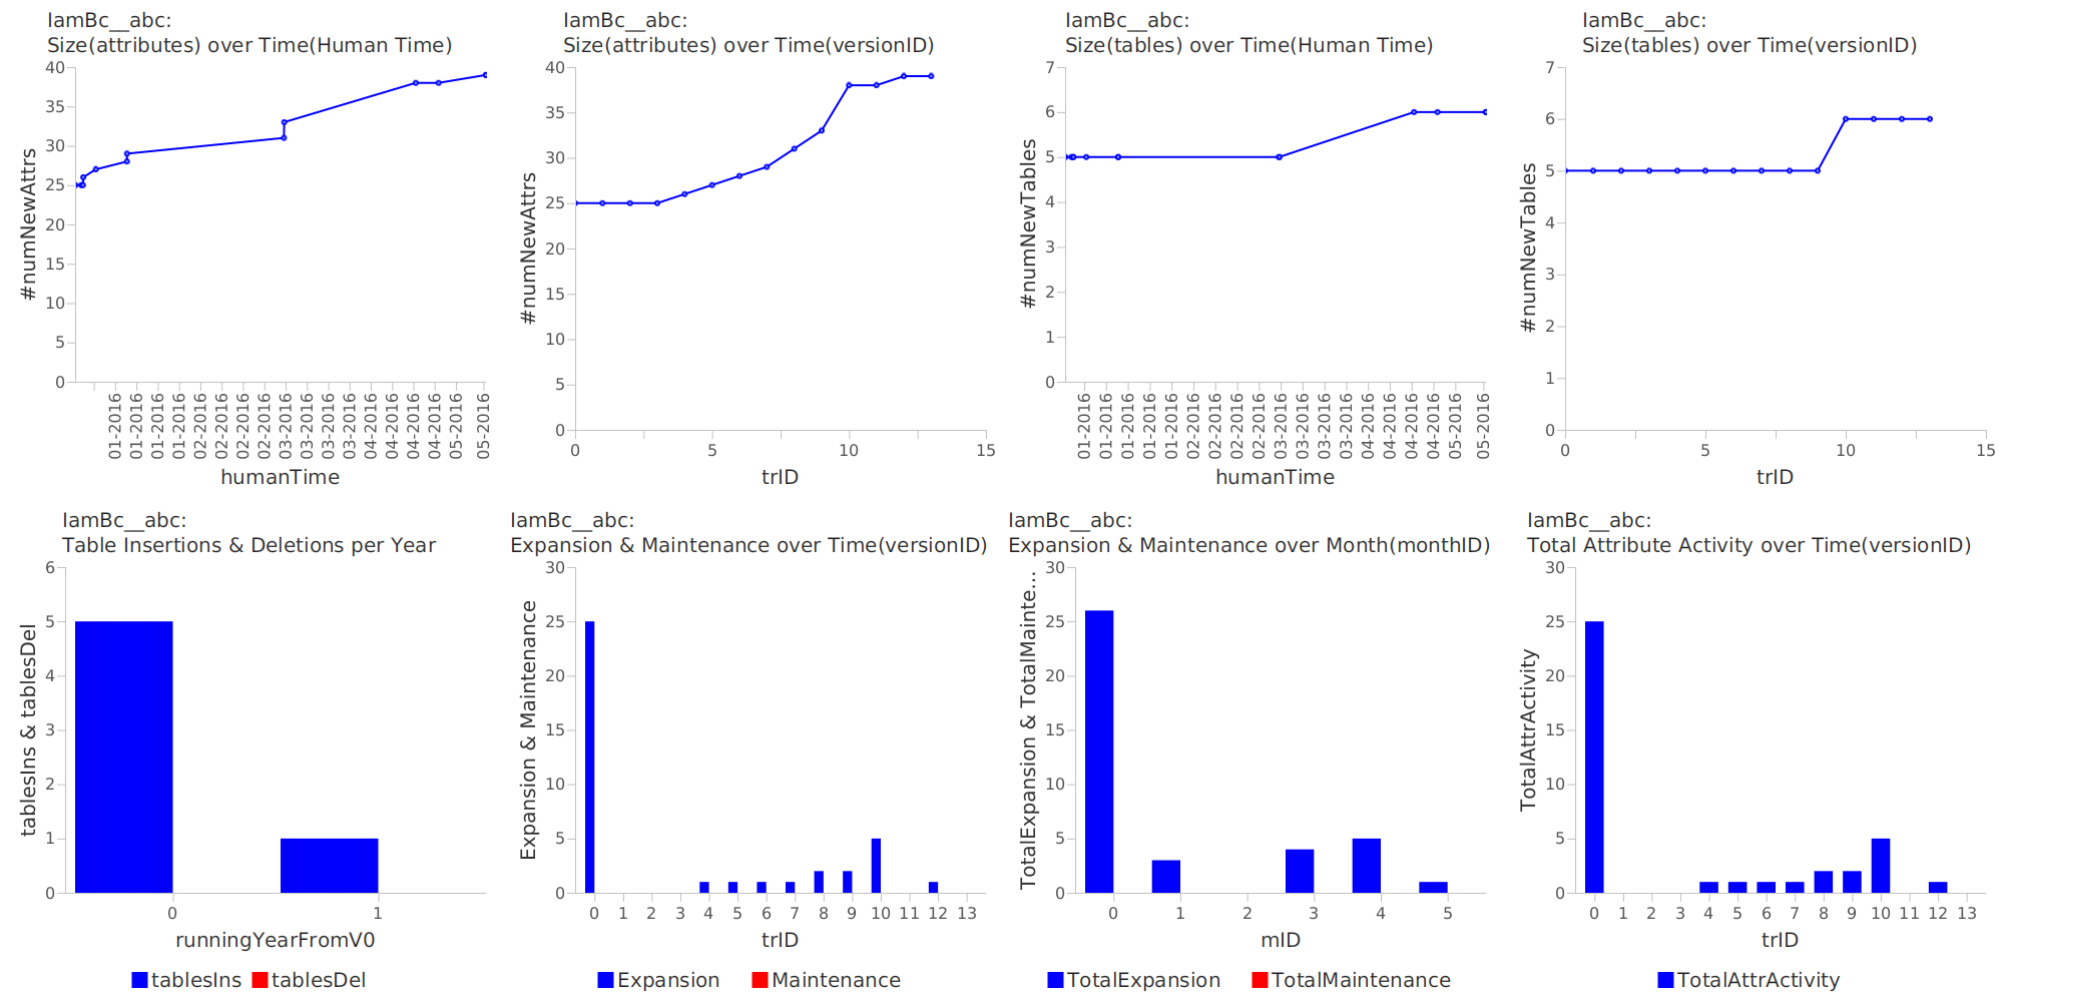 IamBc__abc:
Size(attributes) over Time(Human Time)
#numNewAttrs
40
35
30
25
20
15
10
5
0
01-2016
01-2016
01-2016
01-2016
02-2016
02-2016
02-2016
02-2016
03-2016
03-2016
03-2016
03-2016
04-2016
04-2016
04-2016
04-2016
05-2016
05-2016
humanTime
IamBc__abc:
Size(attributes) over Time(versionID)
#numNewAttrs
40
35
30
25
20
15
10
5
0
0 5 10 15
trID
IamBc__abc:
Size(tables) over Time(Human Time)
#numNewTables
7
6
5
4
3
2
1
0
01-2016
01-2016
01-2016
01-2016
01-2016
02-2016
02-2016
02-2016
02-2016
03-2016
03-2016
03-2016
03-2016
04-2016
04-2016
04-2016
04-2016
05-2016
05-2016
humanTime
IamBc__abc:
Size(tables) over Time(versionID)
#numNewTables
7
6
5
4
3
2
1
0
0 5 10 15
trID
IamBc__abc:
Table Insertions & Deletions per Year
tablesIns & tablesDel
6
5
4
3
2
1
0
0 1
runningYearFromV0
tablesIns tablesDel
IamBc__abc:
Expansion & Maintenance over Time(versionID)
Expansion & Maintenance
30
25
20
15
10
5
0
0 1 2 3 4 5 6 7 8 9 10 11 12 13
trID
Expansion Maintenance
IamBc__abc:
Expansion & Maintenance over Month(monthID)
TotalExpansion & TotalMainte...
30
25
20
15
10
5
0
0 1 2 3 4 5
mID
TotalExpansion TotalMaintenance
IamBc__abc:
Total Attribute Activity over Time(versionID)
TotalAttrActivity
30
25
20
15
10
5
0
0 1 2 3 4 5 6 7 8 9 10 11 12 13
trID
TotalAttrActivity